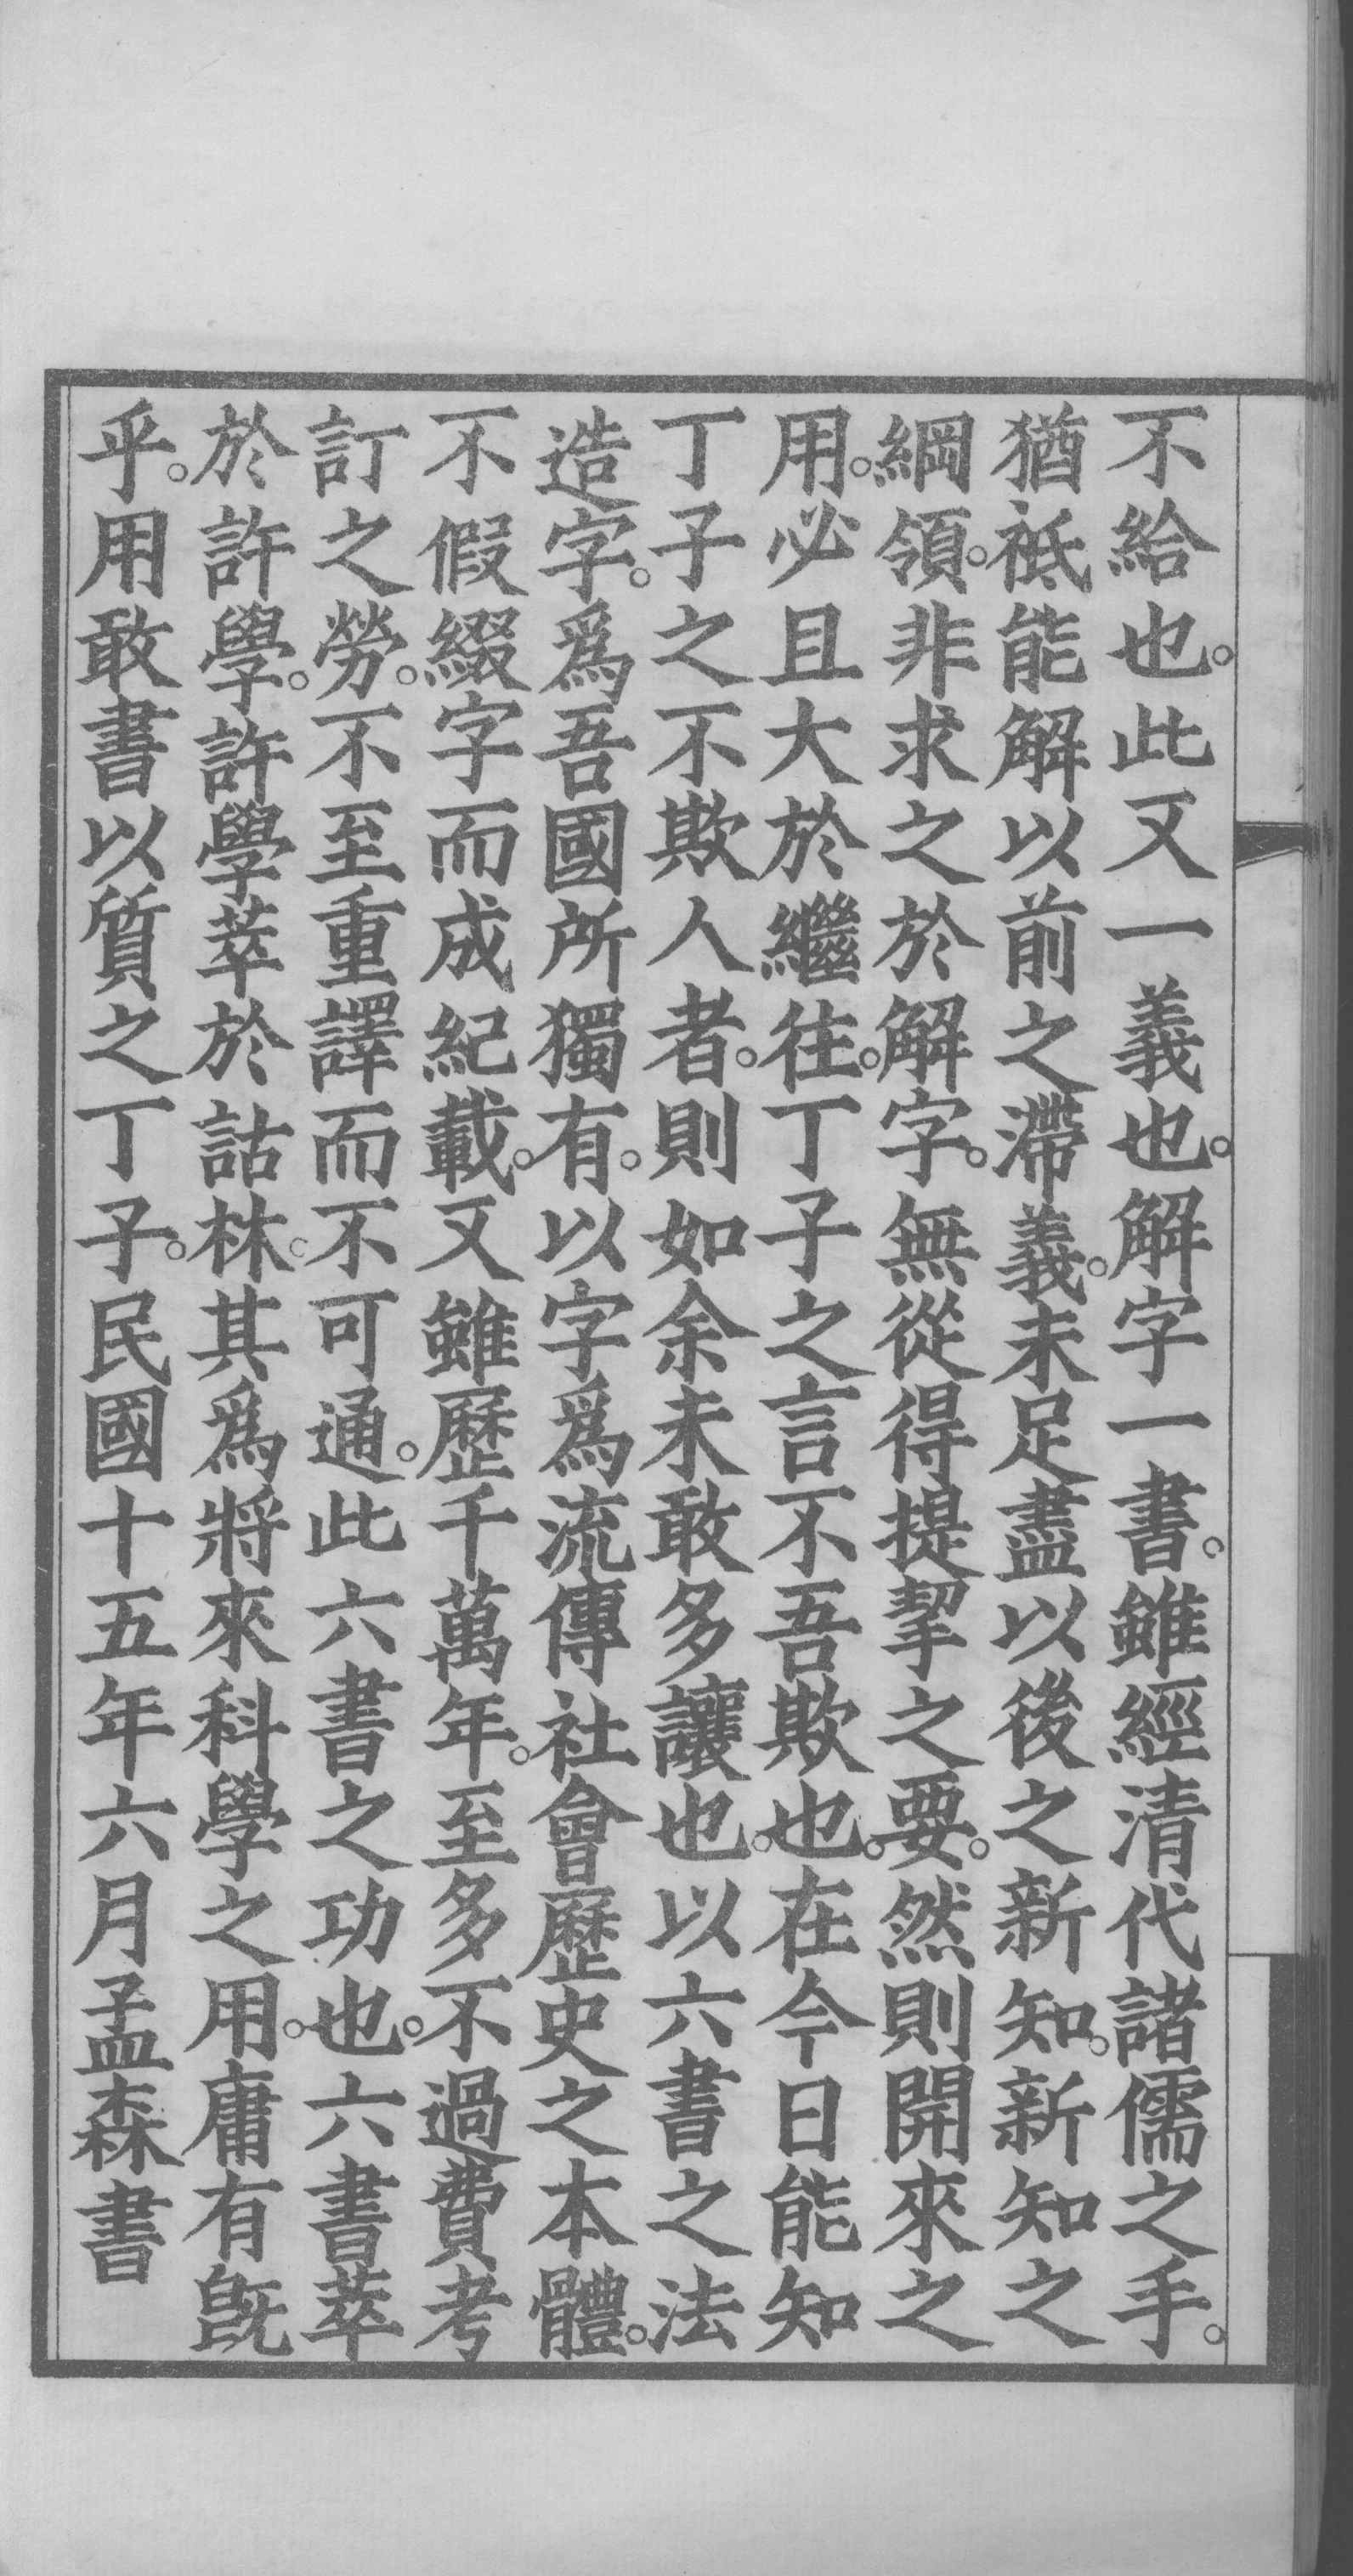 不給也。此又一義也。解字一書。雖經清代諸儒之手。
猶祗能解以前之滯義。未足盡以後之新知。新知之
綱領。非求之於解字。無從得提挈之要。然則開來之
用。必且大於繼往。丁子之言不吾欺也。在今日能知
丁子之不欺人者。則如余未敢多讓也。以六書之法
造字。爲吾國所獨有。以字爲流傳社會歷史之本體。
不假綴字而成紀載。又雖歷千萬年。至多不過費考
訂之勞。不至重譯而不可通。此六書之功也。六書萃
於許學。許學萃於詁林。其爲將來科學之用。庸有旣
乎。用敢書以質之丁子。民國十五年六月孟森書